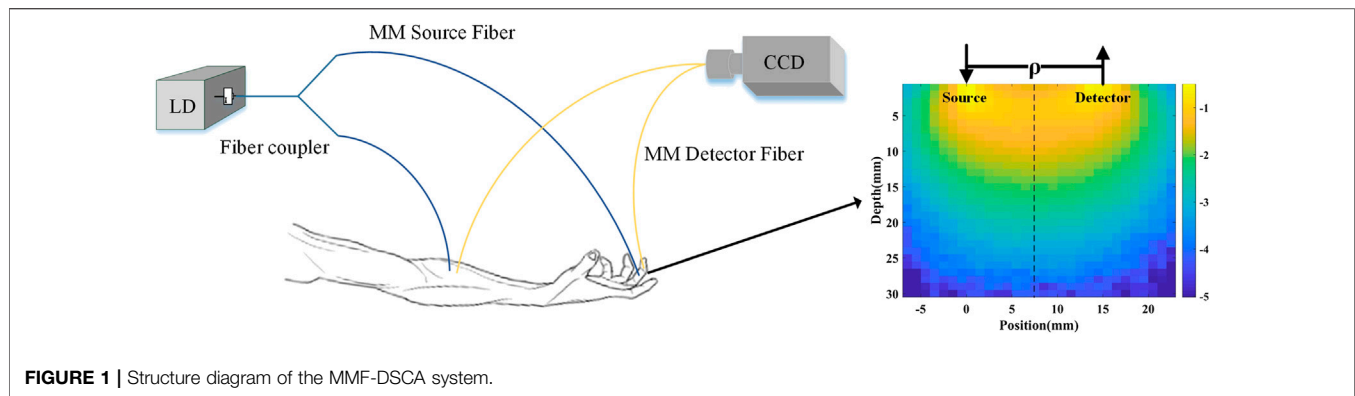 MM Source Fiber
LD
Fiber coupler
CCD
MM Detector Fiber
ρ
Source Detector
Depth(mm)
5
10
15
20
25
30
-5 0 5 10 15 20
Position(mm)
-1
-2
-3
-4
-5
FIGURE 1 | Structure diagram of the MMF-DSCA system.